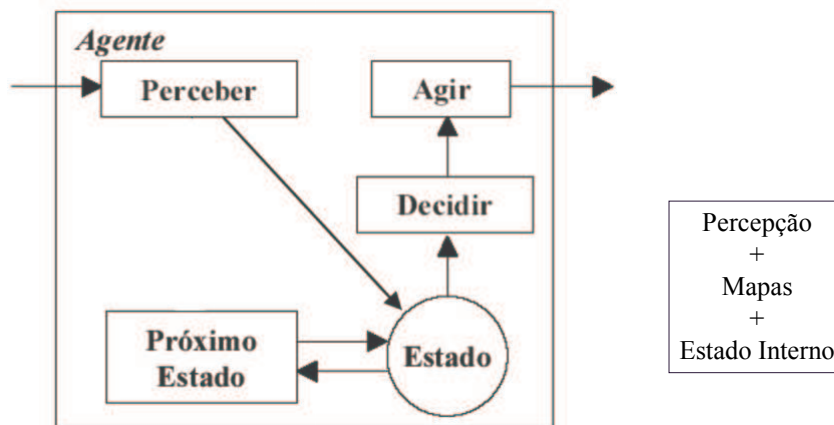 Agente
Perceber
Agir
Decidir
Próximo
Estado
Estado
Percepção
+
Mapas
+
Estado Interno